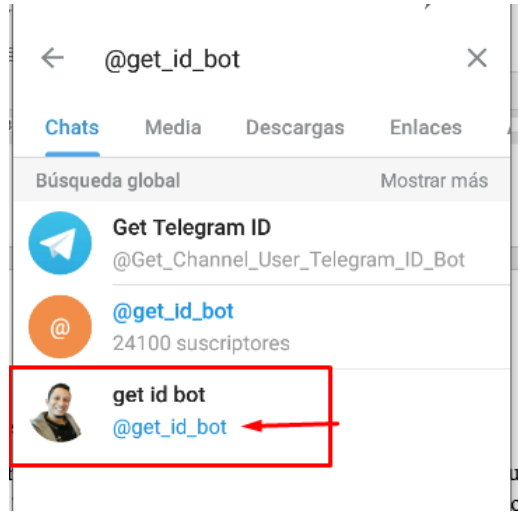 @get_id_bot
Chats Media Descargas Enlaces
Búsqueda global Mostrar más
Get Telegram ID
@Get_Channel_User_Telegram_ID_Bot
@
@get_id_bot
24100 suscriptores
get id bot
@get_id_bot